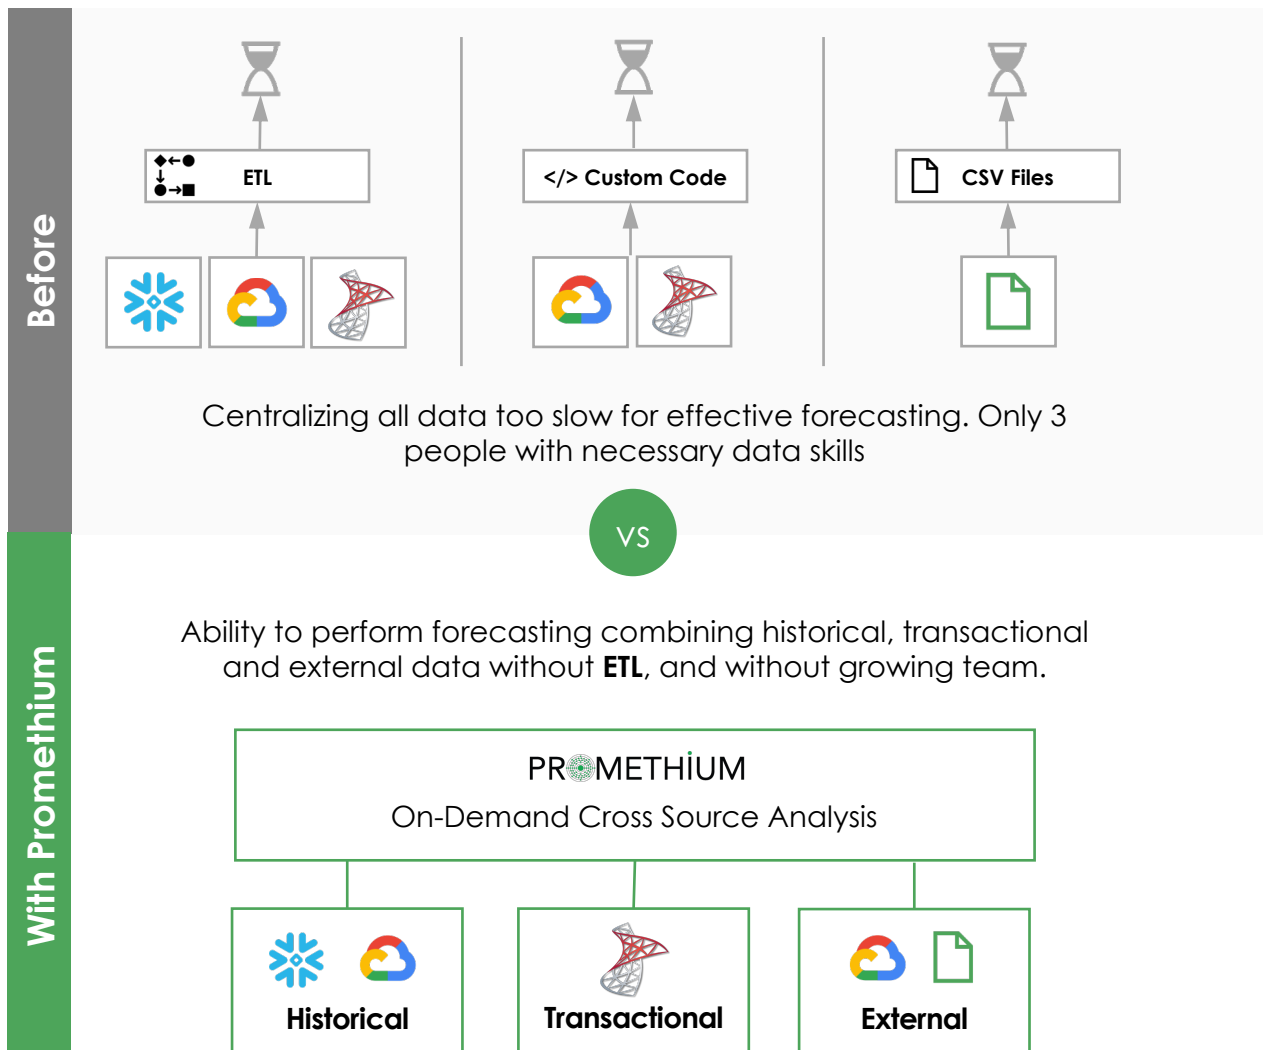 Before
ETL
</> Custom Code
CSV Files
Centralizing all data too slow for effective forecasting. Only 3
people with necessary data skills
VS
With Promethium
Ability to perform forecasting combining historical, transactional
and external data without ETL, and without growing team.
PROMETHIUM
On-Demand Cross Source Analysis
Historical
Transactional
External